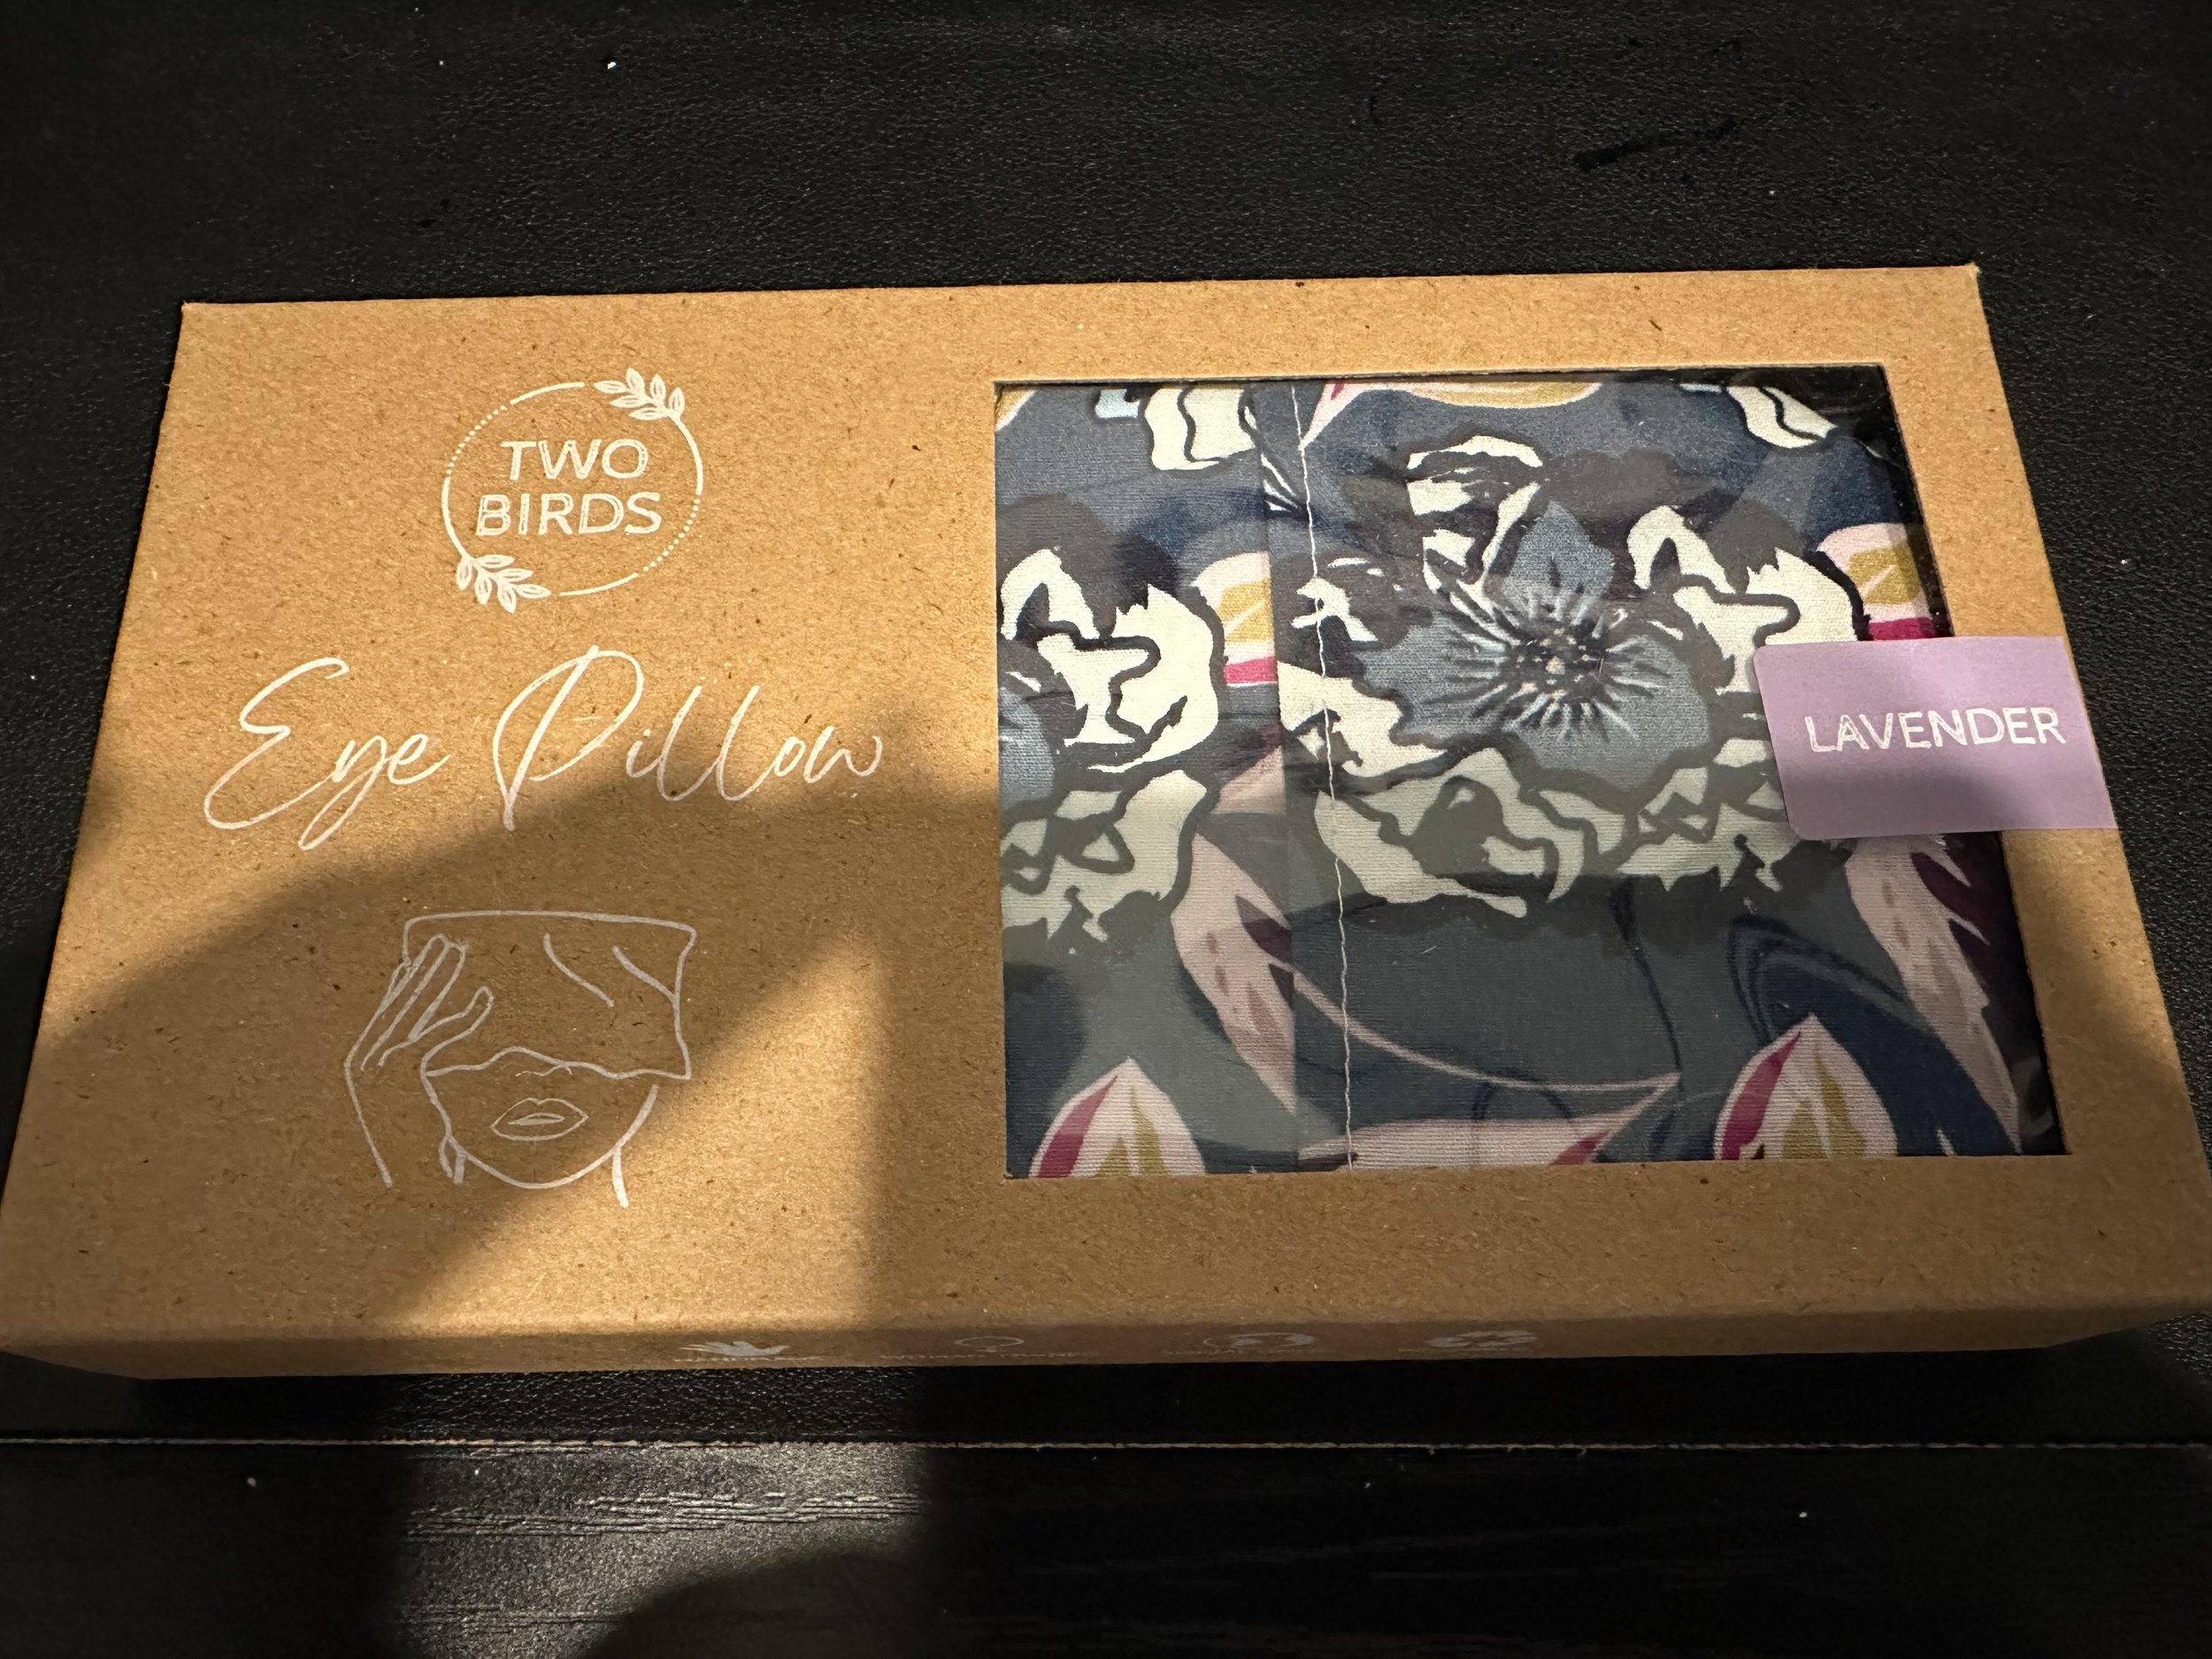 TWO
BIRDS
Eye Pillow
LAVENDER